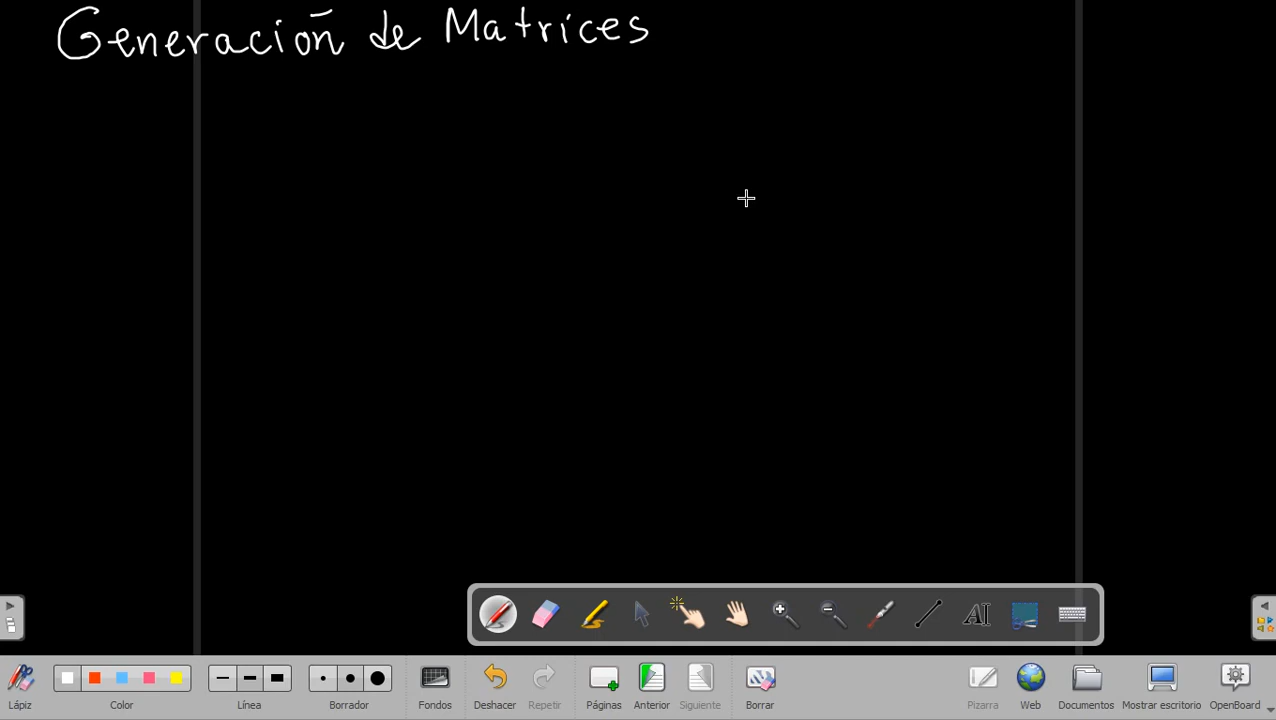 Generación de Matrices
AI
Lápiz Color Línea Borrador Fondos Deshacer Repetir Páginas Anterior Siguiente Borrar Pizarra Web Documentos Mostrar escritorio OpenBoard